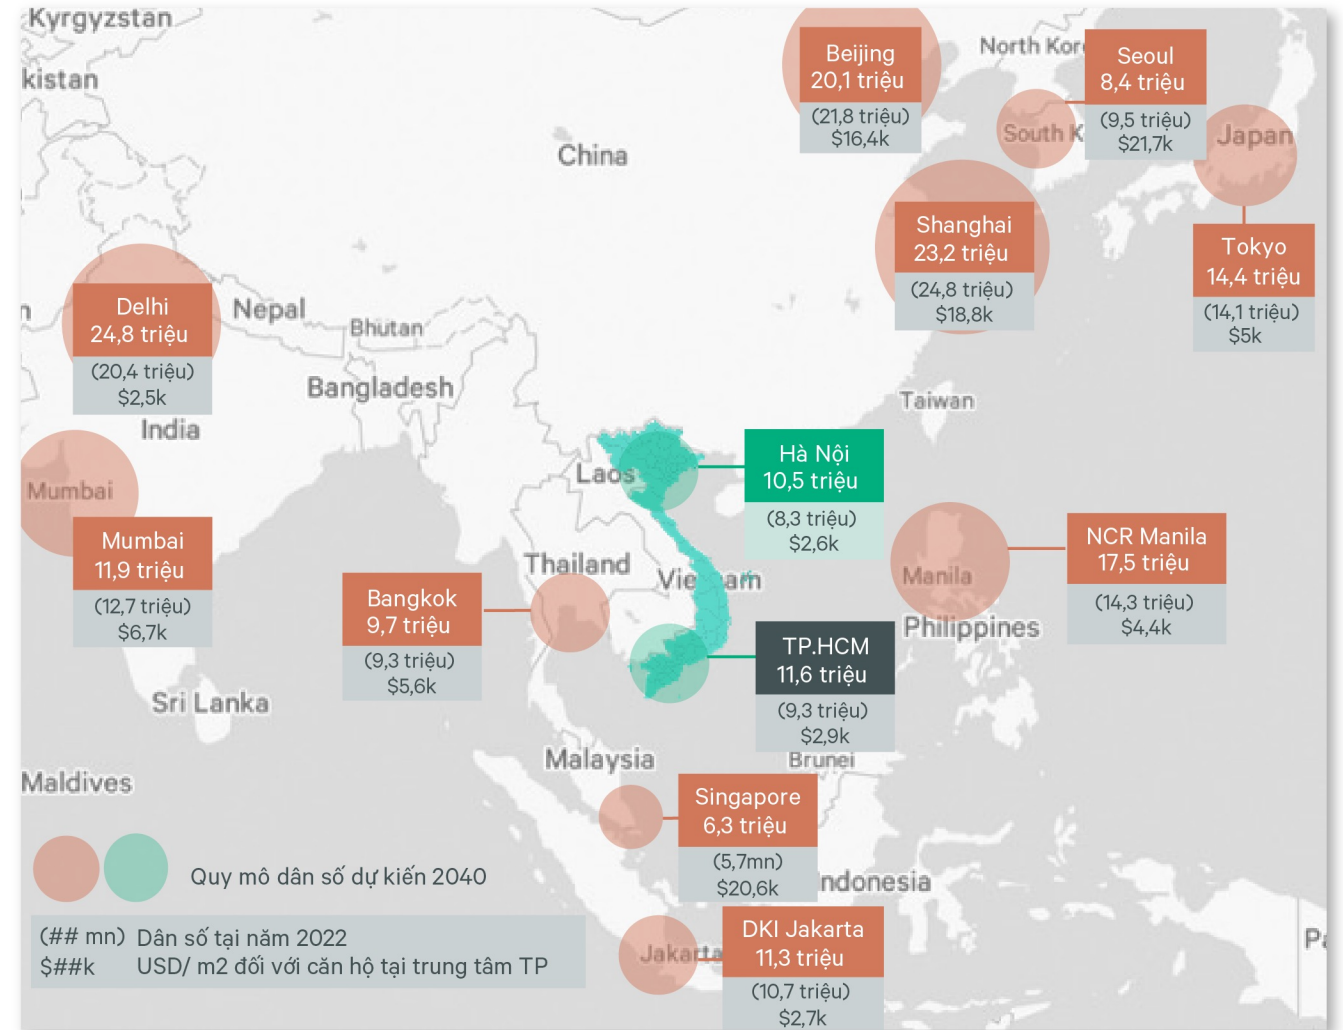 Kyrgyzstan
kistan
China
North Kor
South K
Japan
Beijing
20,1 triệu
(21,8 triệu)
$16,4k
Seoul
8,4 triệu
(9,5 triệu)
$21,7k
Shanghai
23,2 triệu
(24,8 triệu)
$18,8k
Tokyo
14,4 triệu
(14,1 triệu)
$5k
Delhi
24,8 triệu
(20,4 triệu)
$2,5k
n
Nepal
Bhutan
Bangladesh
India
Taiwan
Laos
Hà Nội
10,5 triệu
(8,3 triệu)
$2,6k
Mumbai
Mumbai
11,9 triệu
(12,7 triệu)
$6,7k
Thailand
Vie
am
Bangkok
9,7 triệu
(9,3 triệu)
$5,6k
Manila
Philippines
NCR Manila
17,5 triệu
(14,3 triệu)
$4,4k
TP.HCM
11,6 triệu
(9,3 triệu)
$2,9k
Sri Lanka
Malaysia
Brunei
Maldives
Singapore
6,3 triệu
(5,7mn)
$20,6k
ndonesia
Jakarta
DKI Jakarta
11,3 triệu
(10,7 triệu)
$2,7k
Pa
Quy mô dân số dự kiến 2040
(## mn) Dân số tại năm 2022
$##k USD/ m2 đối với căn hộ tại trung tâm TP